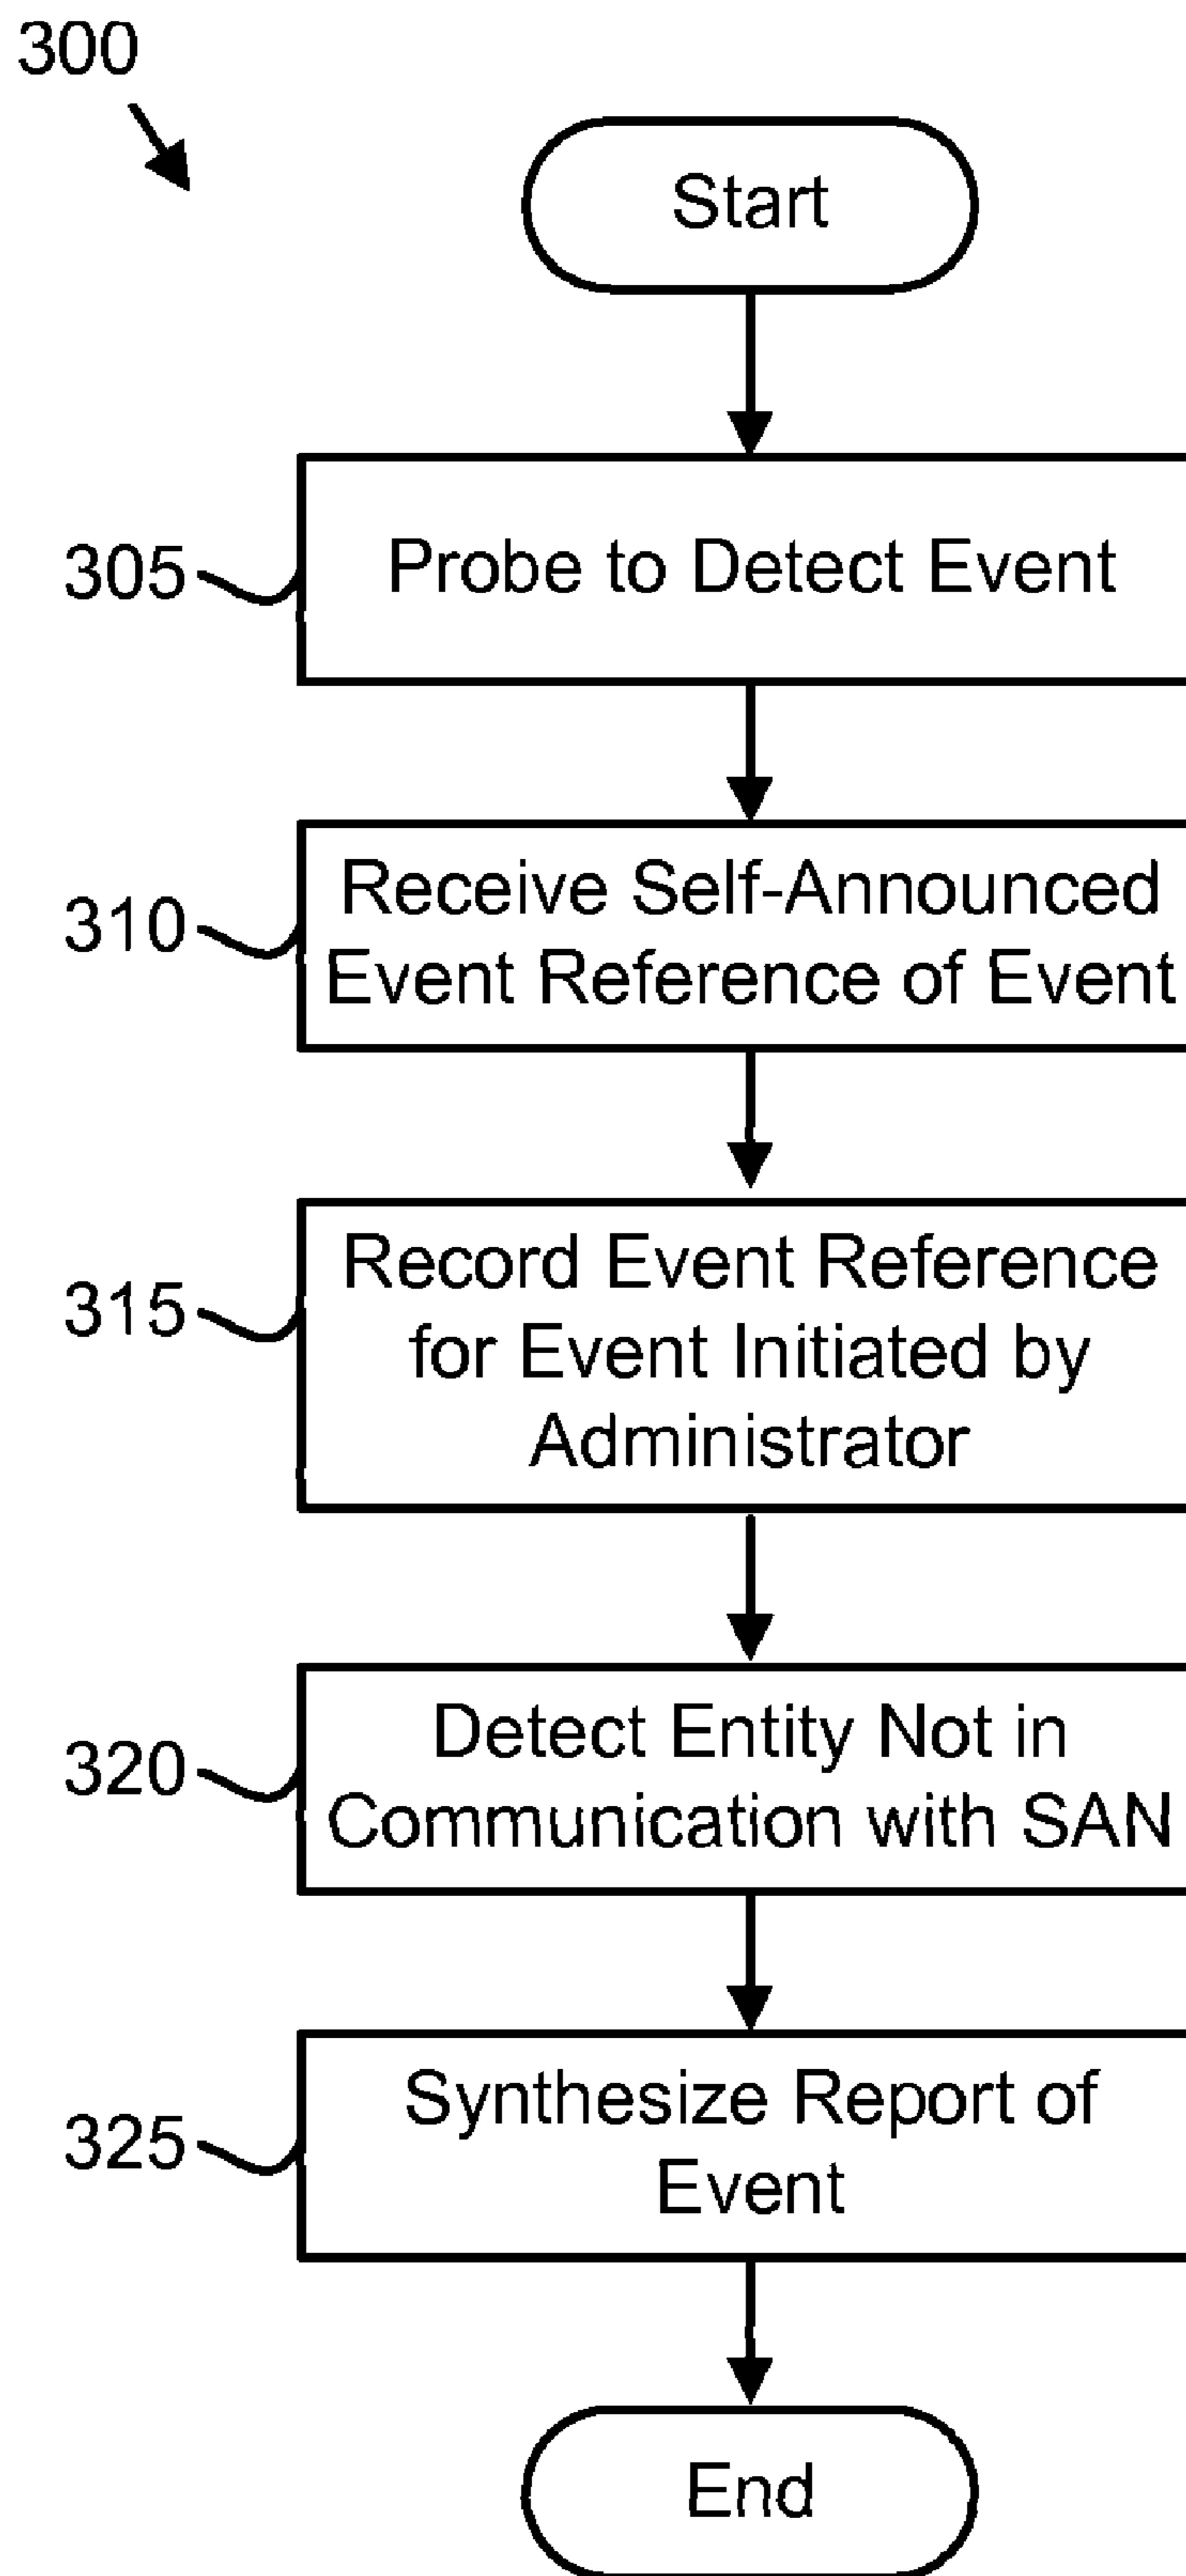 300
Start
305
Probe to Detect Event
310
Receive Self-Announced
Event Reference of Event
315
Record Event Reference
for Event Initiated by
Administrator
320
Detect Entity Not in
Communication with SAN
325
Synthesize Report of
Event
End